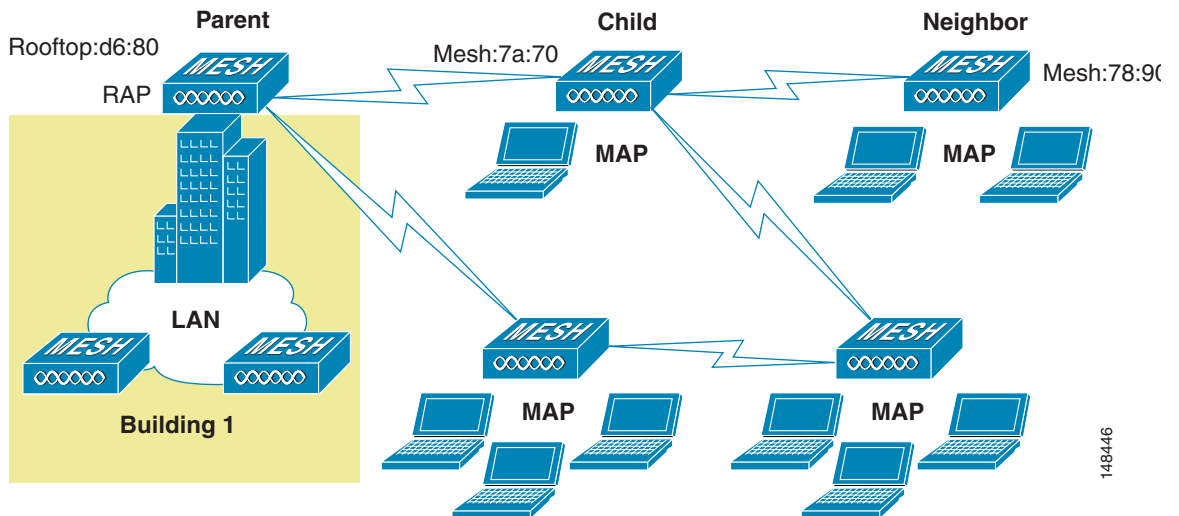 Parent
Child
Neighbor
Rooftop:d6:80
Mesh:7a:70
Mesh:78:90
RAP
MESH
MESH
MESH
MAP
MAP
LAN
MESH
MESH
MESH
MESH
Building 1
MAP
MAP
148446